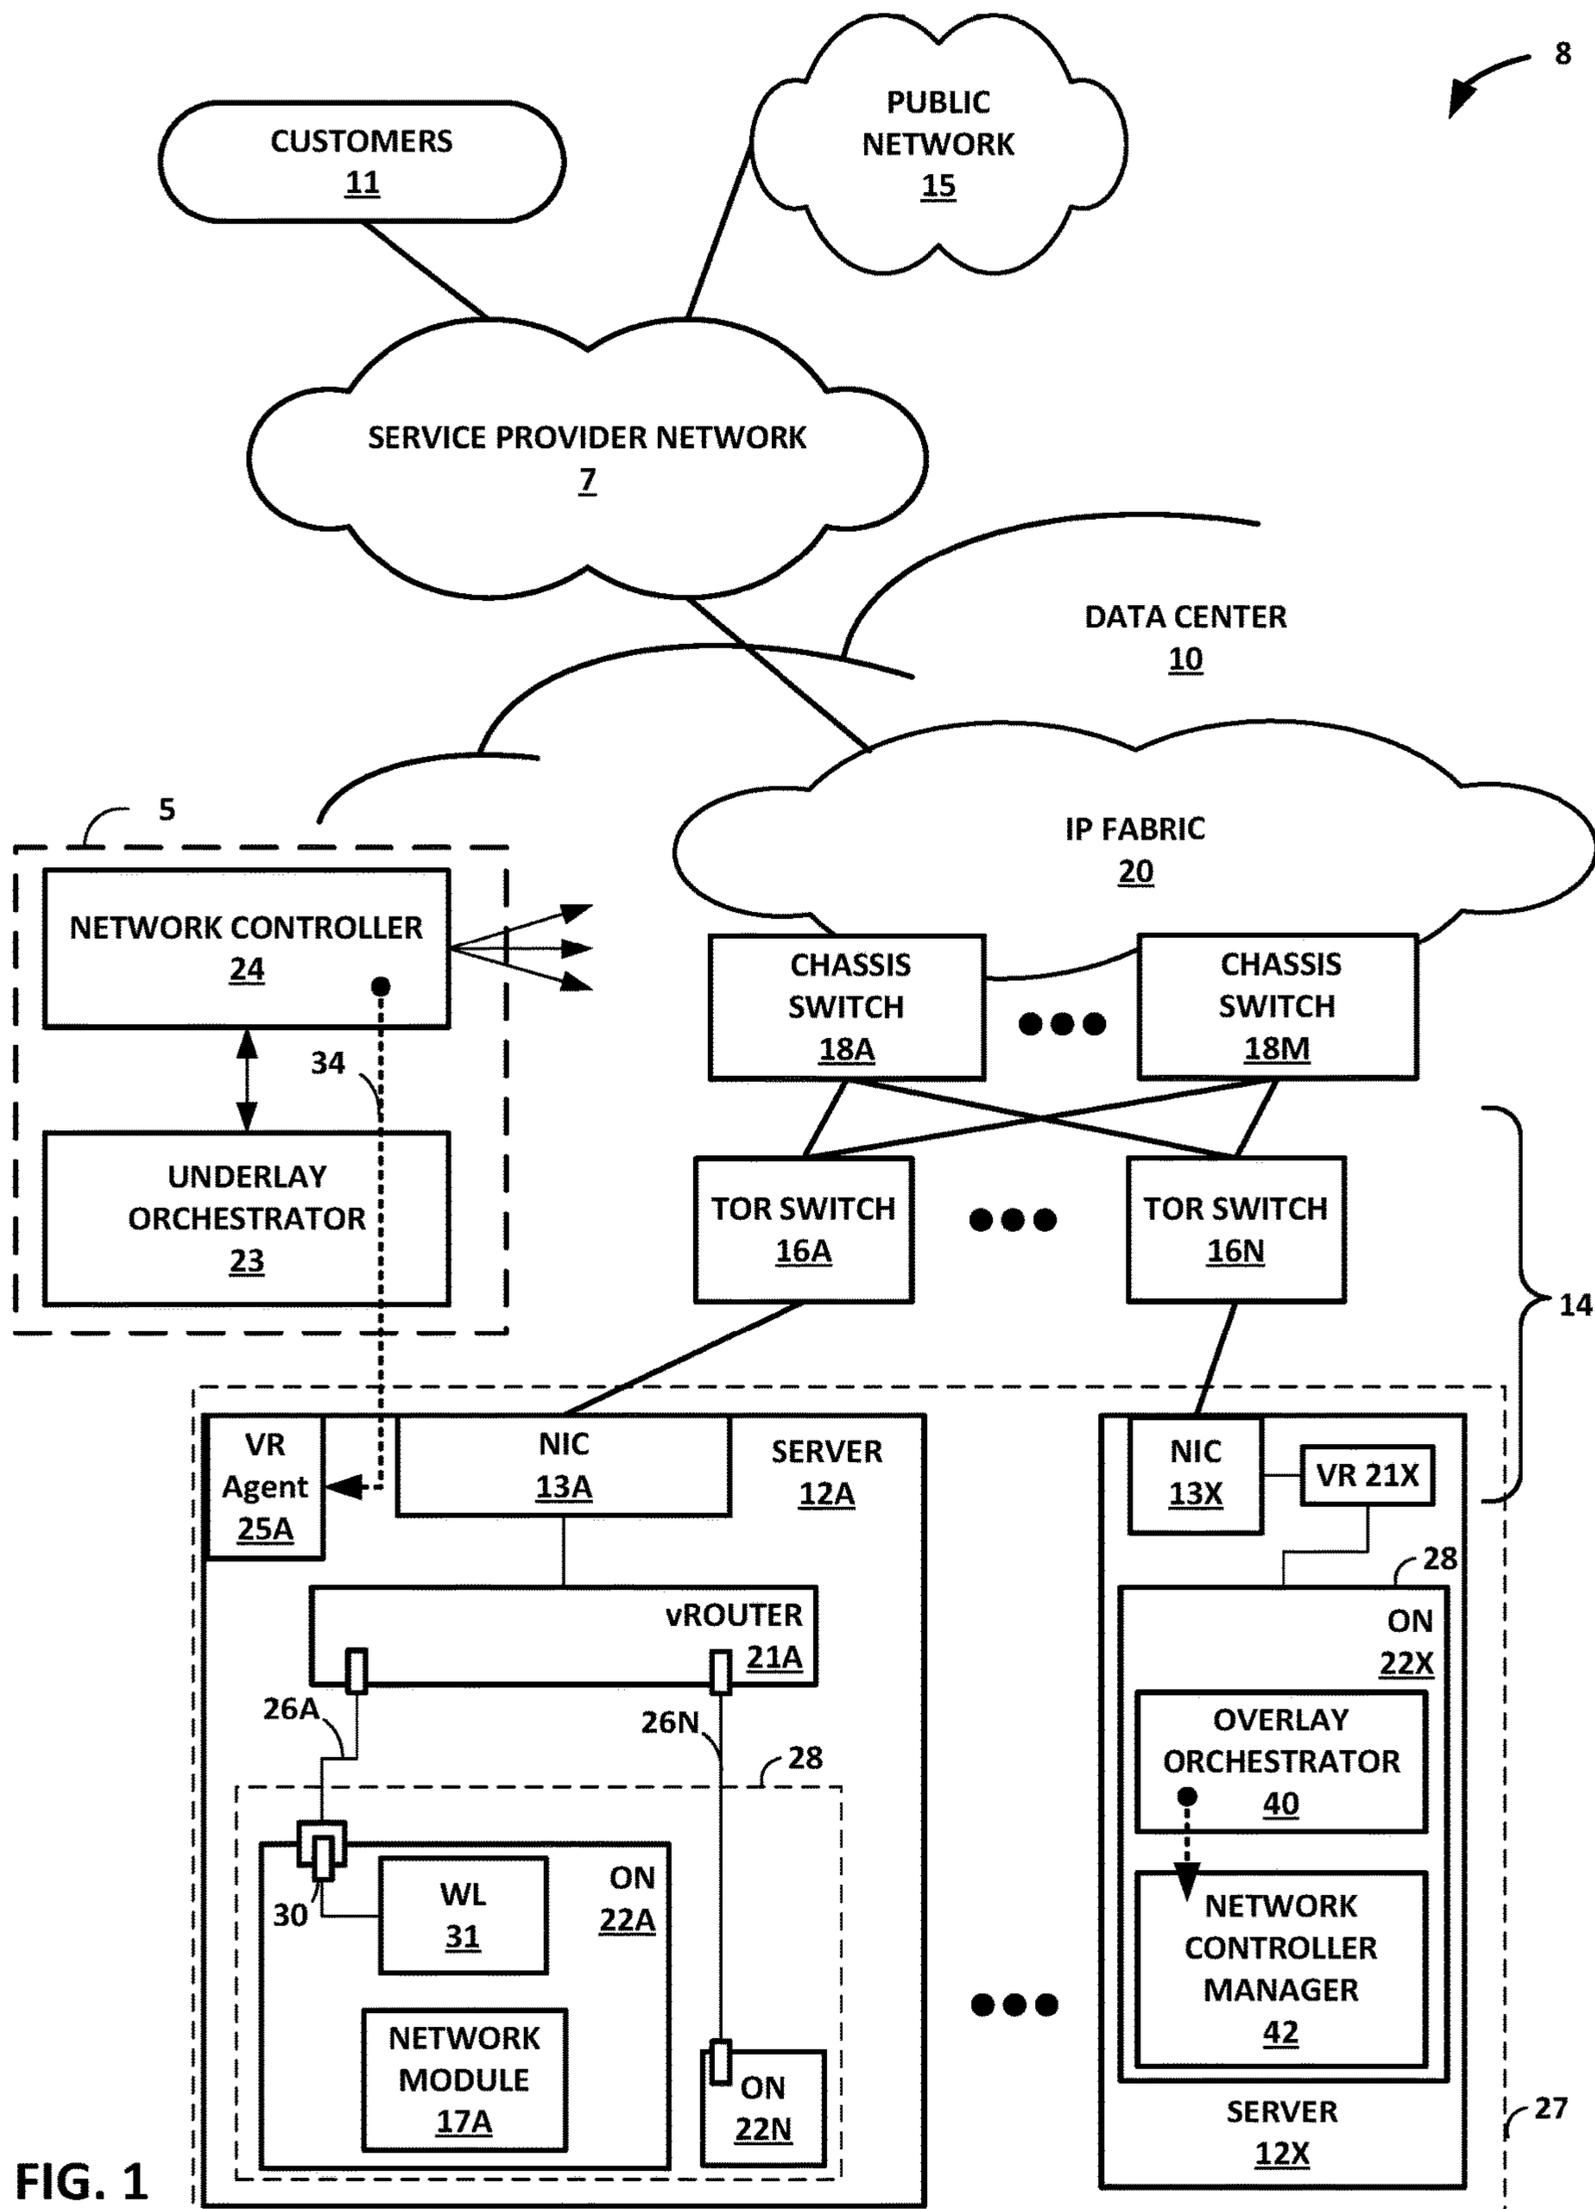 8
PUBLIC
NETWORK
15
CUSTOMERS
11
SERVICE PROVIDER NETWORK
7
DATA CENTER
10
5
IP FABRIC
20
NETWORK CONTROLLER
24
CHASSIS
SWITCH
18A
CHASSIS
SWITCH
18M
34
UNDERLAY
ORCHESTRATOR
23
TOR SWITCH
16A
TOR SWITCH
16N
14
VR
Agent
25A
NIC
13A
SERVER
12A
NIC
13X
VR 21X
28
vROUTER
21A
ON
22X
26A
26N
28
OVERLAY
ORCHESTRATOR
40
30
WL
31
ON
22A
NETWORK
CONTROLLER
MANAGER
42
NETWORK
MODULE
17A
ON
22N
SERVER
12X
27
FIG. 1